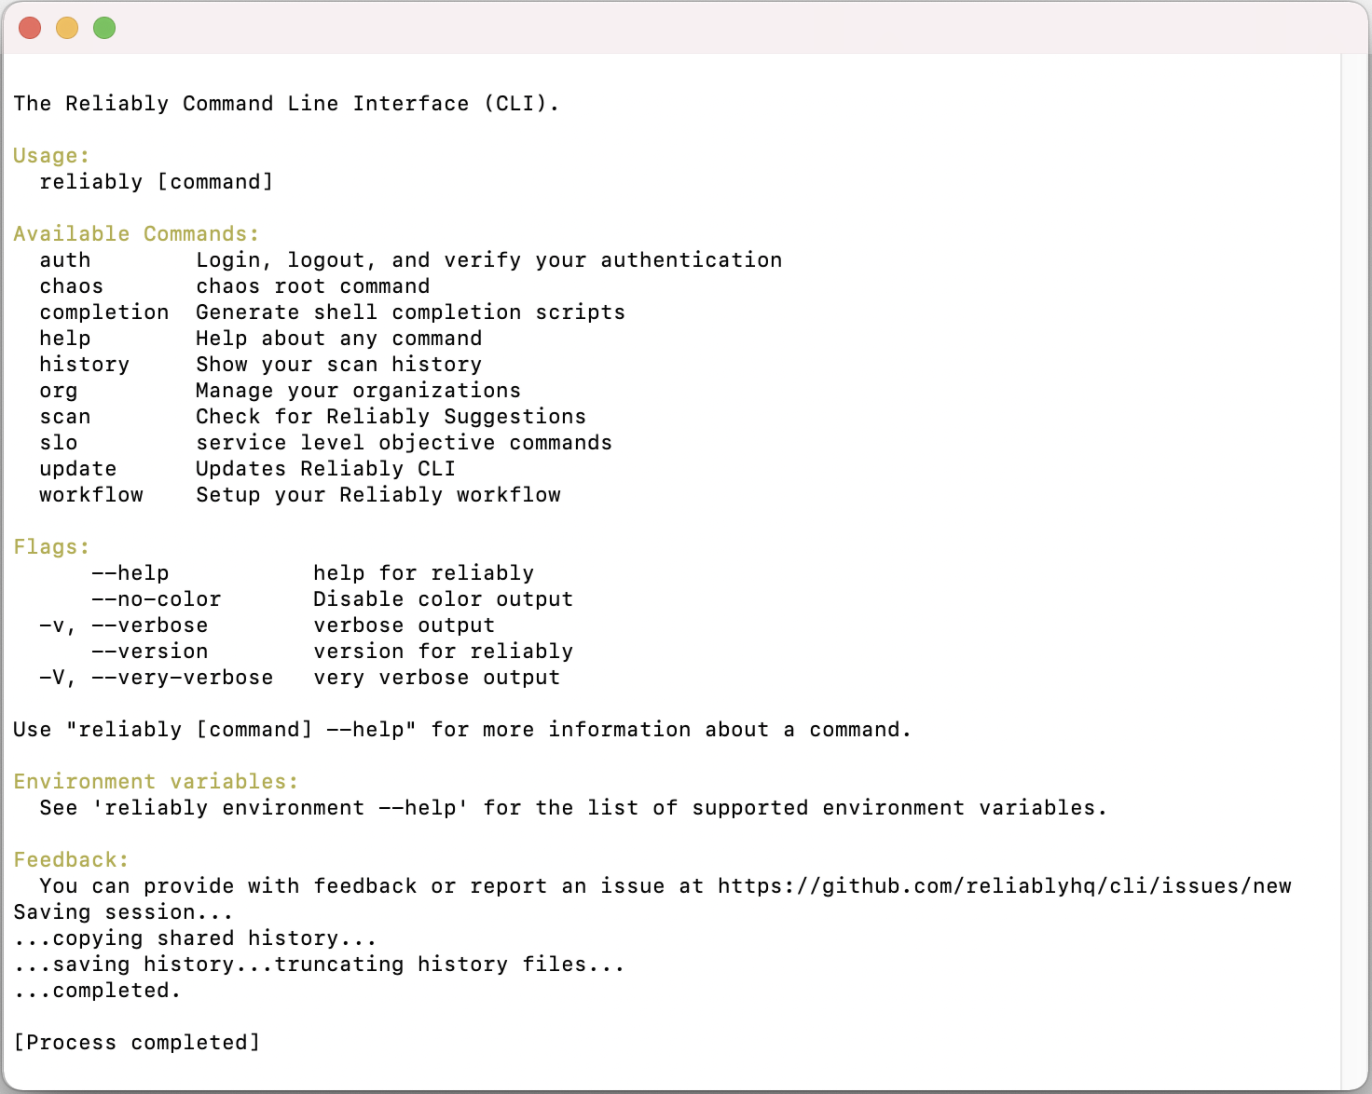 The Reliably Command Line Interface (CLI).
Usage:
  reliably [command]
Available Commands:
  auth        Login, logout, and verify your authentication
  chaos       chaos root command
  completion  Generate shell completion scripts
  help        Help about any command
  history     Show your scan history
  org         Manage your organizations
  scan        Check for Reliably Suggestions
  slo         service level objective commands
  update      Updates Reliably CLI
  workflow    Setup your Reliably workflow
Flags:
      --help           help for reliably
      --no-color       Disable color output
  -v, --verbose        verbose output
      --version        version for reliably
  -V, --very-verbose   very verbose output
Use "reliably [command] --help" for more information about a command.
Environment variables:
  See 'reliably environment --help' for the list of supported environment variables.
Feedback:
  You can provide with feedback or report an issue at https://github.com/reliablyhq/cli/issues/new
Saving session...
...copying shared history...
...saving history...truncating history files...
...completed.
[Process completed]